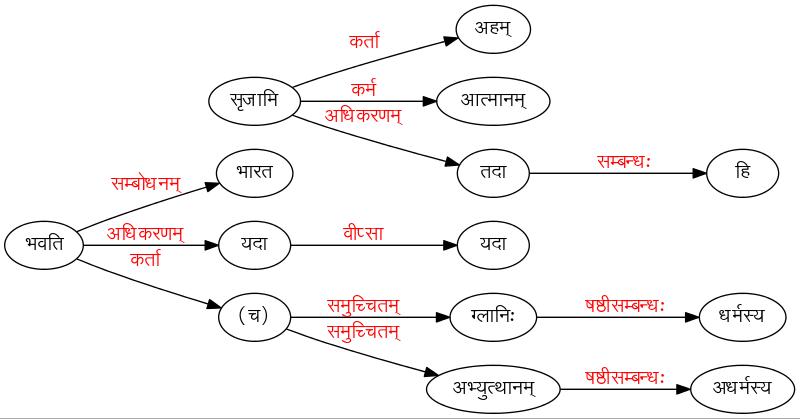 अहम्
कर्ता
कर्म
सृजामि
आत्मानम्
अधिकरणम्
सम्बन्धः
सम्बोधनम्
भारत
तदा
हि
अधिकरणम्
वीप्सा
भवति
यदा
यदा
कर्ता
समुच्चितम्
षष्ठीसम्बन्धः
(च)
ग्लानिः
धर्मस्य
समुच्चितम्
षष्ठीसम्बन्धः
अभ्युत्थानम्
अधर्मस्य